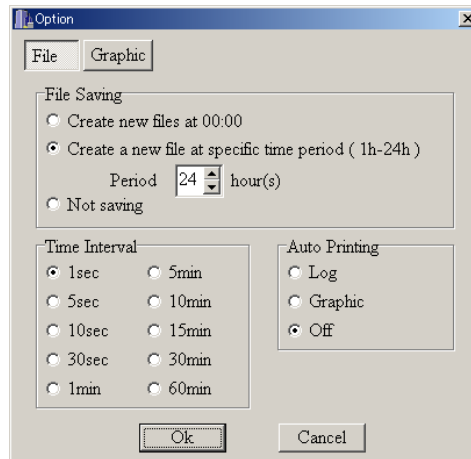 Option
File Graphic
File Saving
Create new files at 00:00
Create a new file at specific time period ( 1h-24h )
Period 24 hour(s)
Not saving
Time Interval
1sec 5min
5sec 10min
10sec 15min
30sec 30min
1min 60min
Auto Printing
Log
Graphic
Off
Ok Cancel